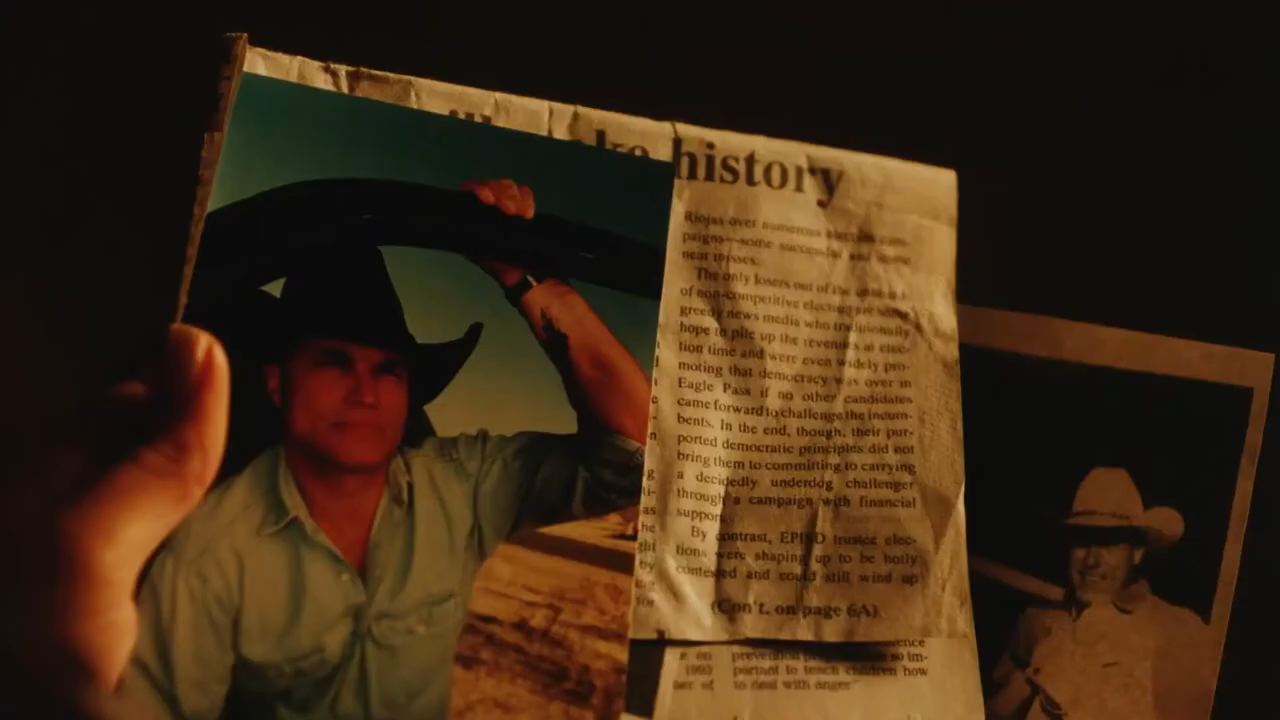 history
Riojas over numerous election cam-
paigns—some successful and some
near misses.
The only losers out of the
of non-competitive elections are some
greedy news media who traditionally
hope to pile up the revenues at elec-
tion time and were even widely pro-
moting that democracy was over in
Eagle Pass if no other candidates
came forward to challenge the incum-
bents. In the end, though, their pur-
ported democratic principles did not
bring them to committing to carrying
a decidedly underdog challenger
through a campaign with financial
support.
By contrast, EPISD trustee elec-
tions were shaping up to be hotly
contested and could still wind up
(Con't. on page 6A)
prevention so im-
portant to teach children how
to deal with anger"